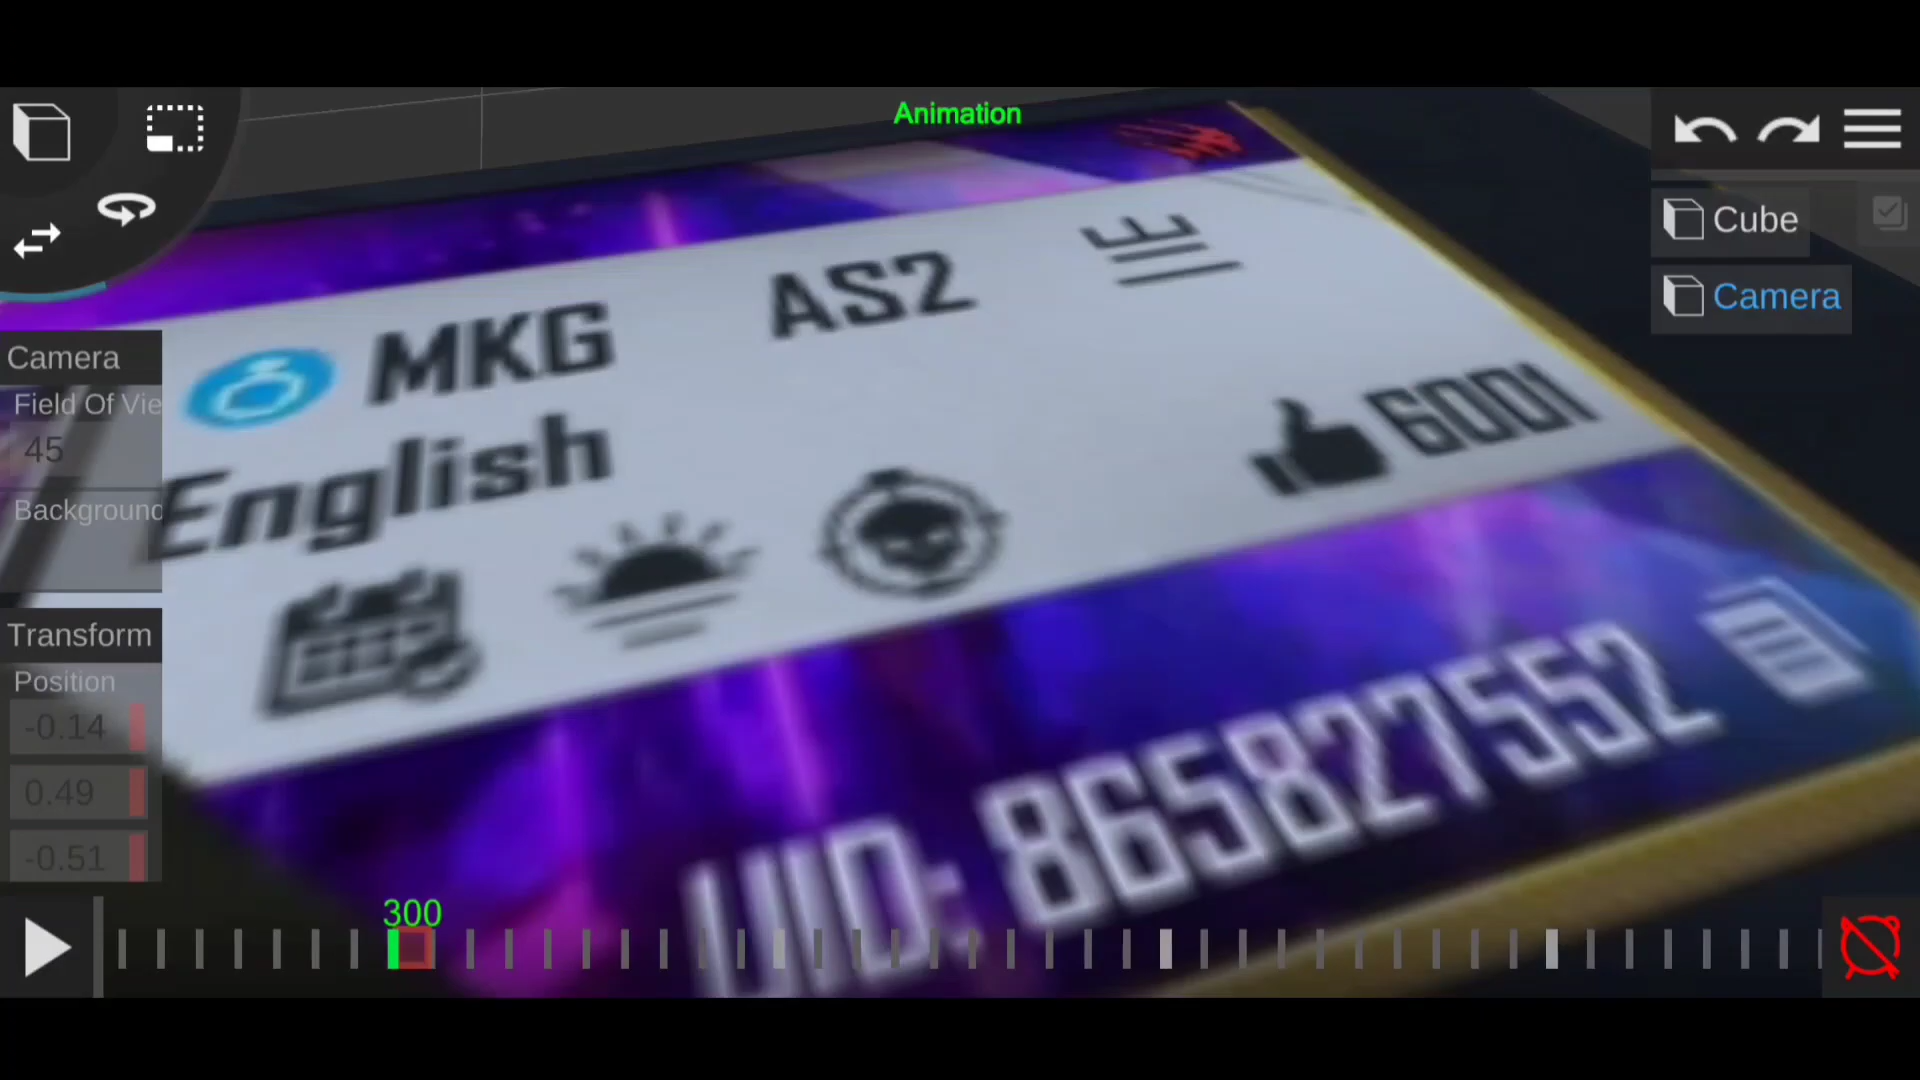 Animation
Cube
Camera
Camera
Field Of Vie
45
Background
Transform
Position
-0.14
0.49
-0.51
MKG
AS2
English
6001
UID: 865827552
300